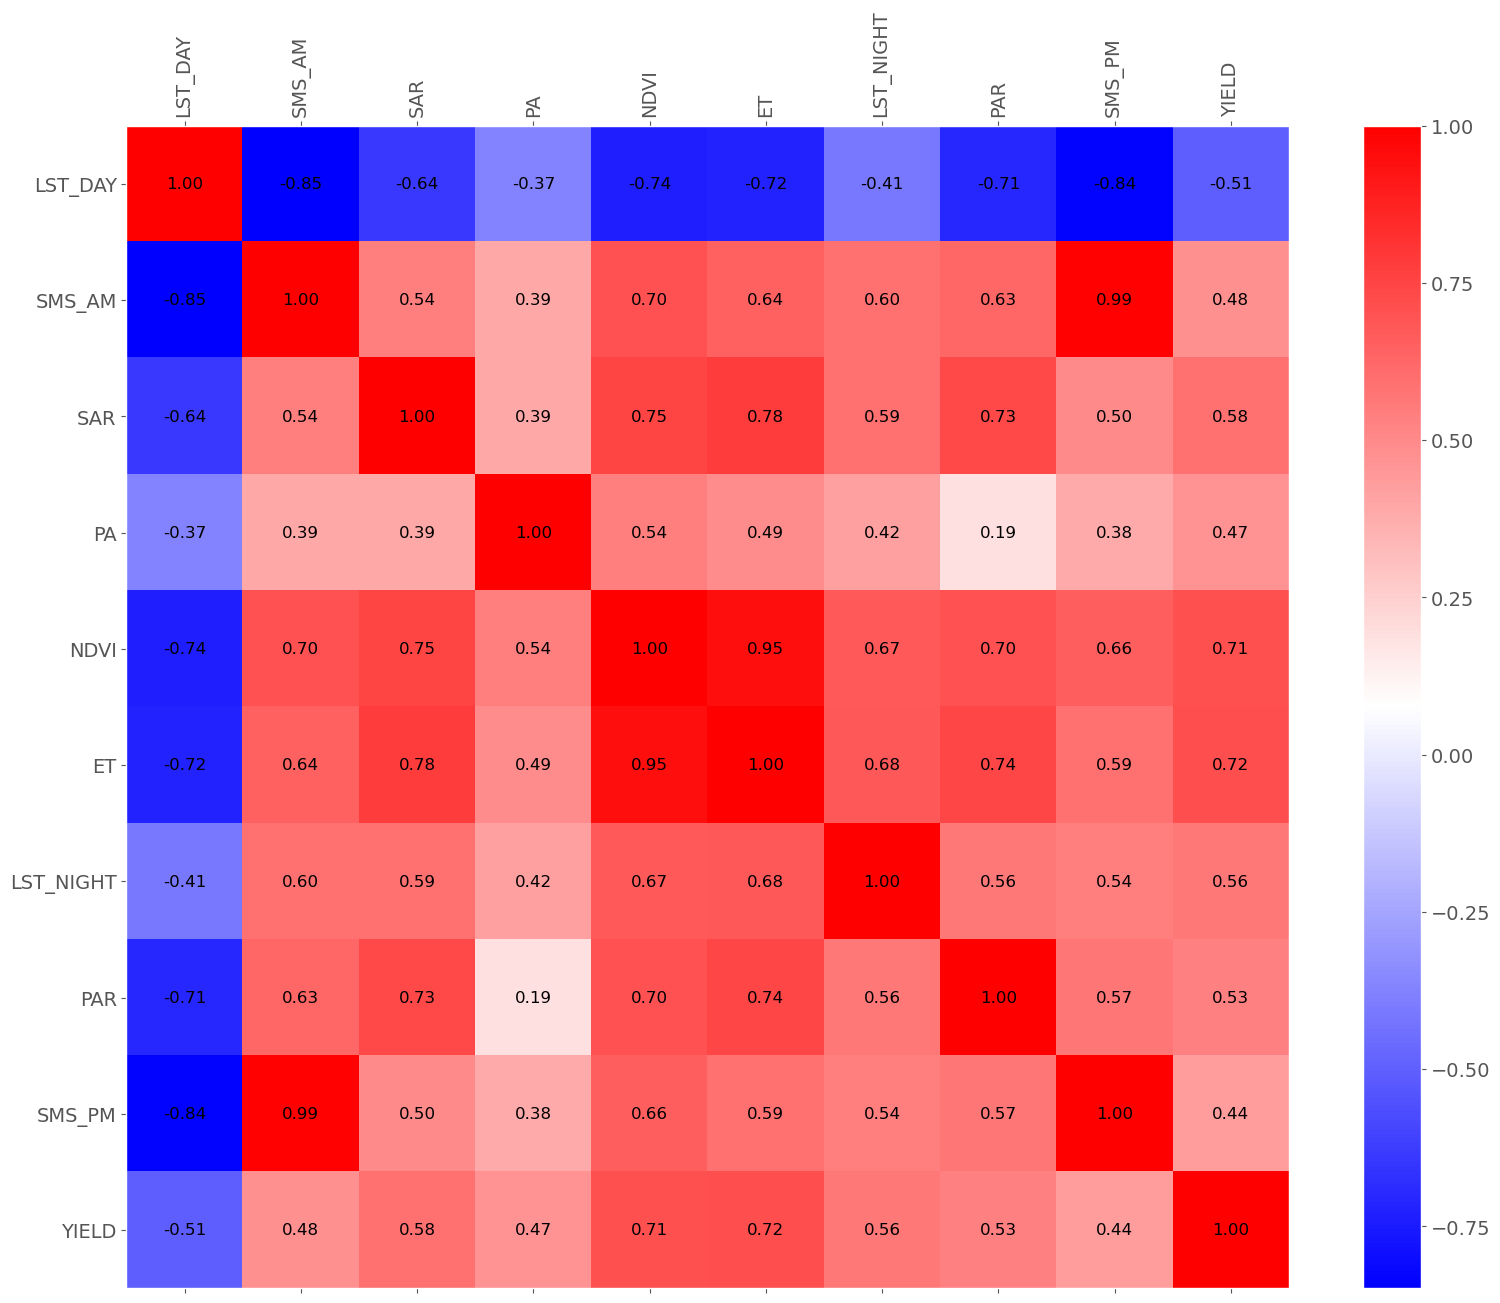 LST_DAY SMS_AM SAR PA NDVI ET LST_NIGHT PAR SMS_PM YIELD
LST_DAY 1.00 -0.85 -0.64 -0.37 -0.74 -0.72 -0.41 -0.71 -0.84 -0.51
SMS_AM -0.85 1.00 0.54 0.39 0.70 0.64 0.60 0.63 0.99 0.48
SAR -0.64 0.54 1.00 0.39 0.75 0.78 0.59 0.73 0.50 0.58
PA -0.37 0.39 0.39 1.00 0.54 0.49 0.42 0.19 0.38 0.47
NDVI -0.74 0.70 0.75 0.54 1.00 0.95 0.67 0.70 0.66 0.71
ET -0.72 0.64 0.78 0.49 0.95 1.00 0.68 0.74 0.59 0.72
LST_NIGHT -0.41 0.60 0.59 0.42 0.67 0.68 1.00 0.56 0.54 0.56
PAR -0.71 0.63 0.73 0.19 0.70 0.74 0.56 1.00 0.57 0.53
SMS_PM -0.84 0.99 0.50 0.38 0.66 0.59 0.54 0.57 1.00 0.44
YIELD -0.51 0.48 0.58 0.47 0.71 0.72 0.56 0.53 0.44 1.00
1.00
0.75
0.50
0.25
0.00
−0.25
−0.50
−0.75